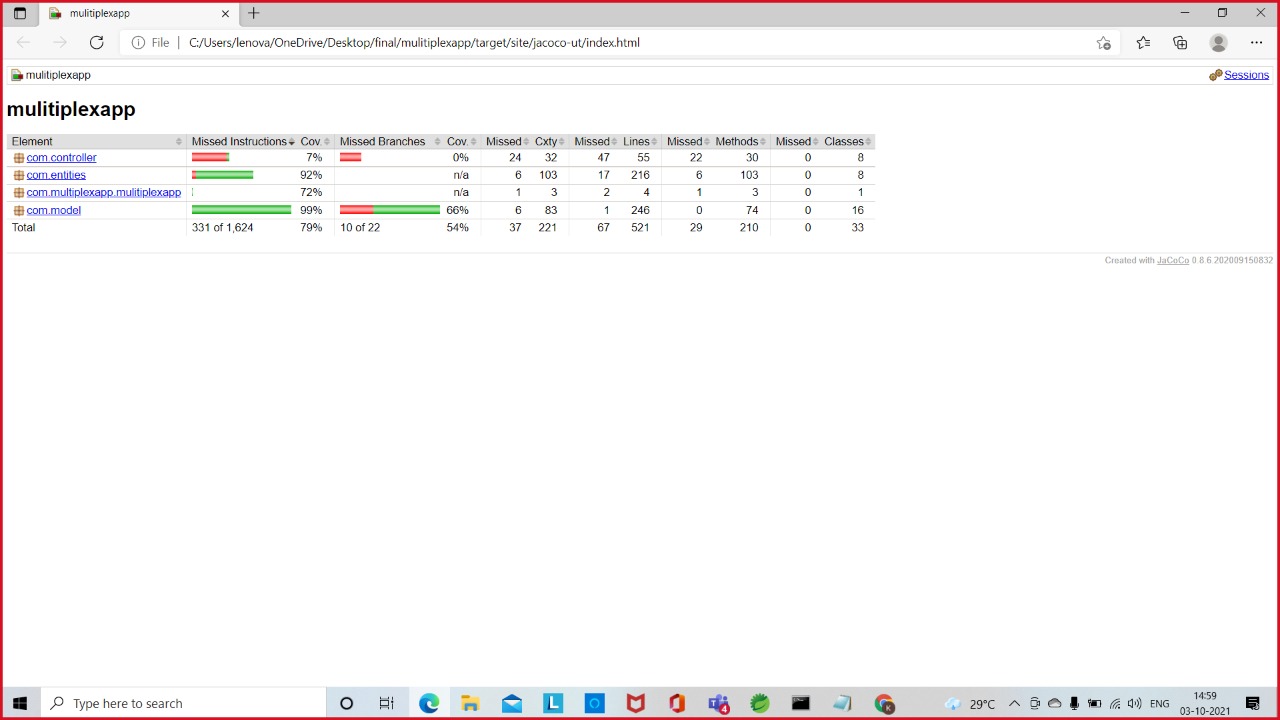 mulitiplexapp
File
C:/Users/lenova/OneDrive/Desktop/final/mulitiplexapp/target/site/jacoco-ut/index.html
mulitiplexapp Sessions
mulitiplexapp
Element Missed Instructions Cov. Missed Branches Cov. Missed Cxty Missed Lines Missed Methods Missed Classes
com.controller 7% 0% 24 32 47 55 22 30 0 8
com.entities 92% n/a 6 103 17 216 6 103 0 8
com.multiplexapp.mulitiplexapp 72% n/a 1 3 2 4 1 3 0 1
com.model 99% 66% 6 83 1 246 0 74 0 16
Total 331 of 1,624 79% 10 of 22 54% 37 221 67 521 29 210 0 33
Created with JaCoCo 0.8.6.202009150832
Type here to search
L
4
K
29°C
ENG
14:59
03-10-2021